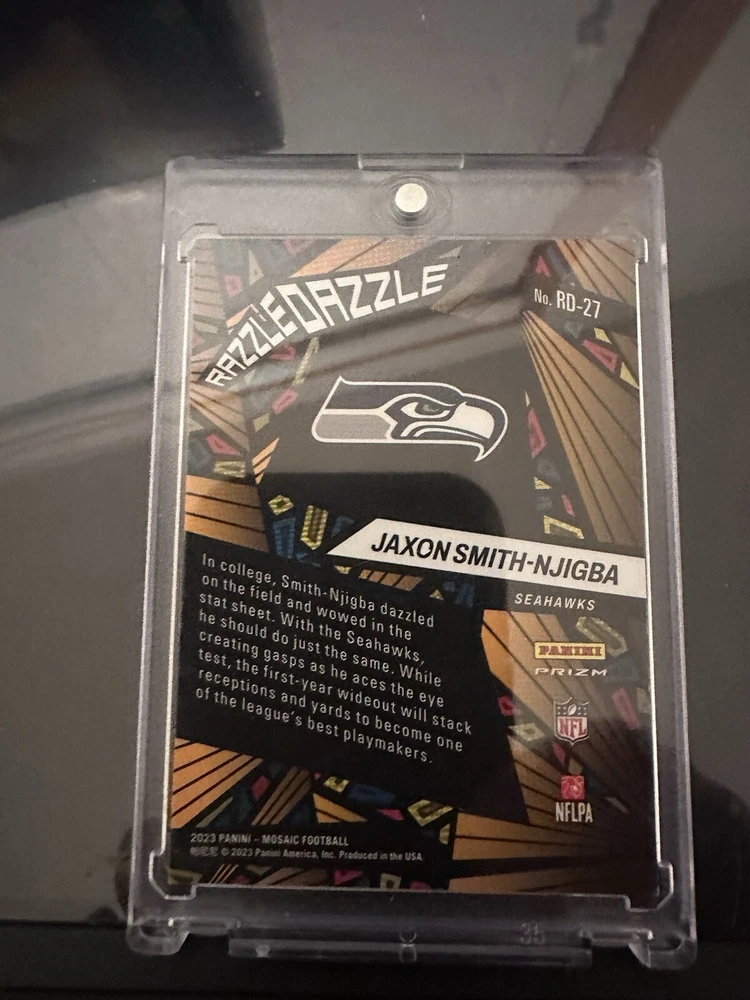 RAZZLE DAZZLE
No. RD-27
JAXON SMITH-NJIGBA
SEAHAWKS
In college, Smith-Njigba dazzled
on the field and wowed in the
stat sheet. With the Seahawks,
he should do just the same. While
creating gasps as he aces the eye
test, the first-year wideout will stack
receptions and yards to become one
of the league's best playmakers.
PANINI
PRIZM
NFL
NFLPA
2023 PANINI – MOSAIC FOOTBALL
© 2023 Panini America, Inc. Produced in the USA.
35